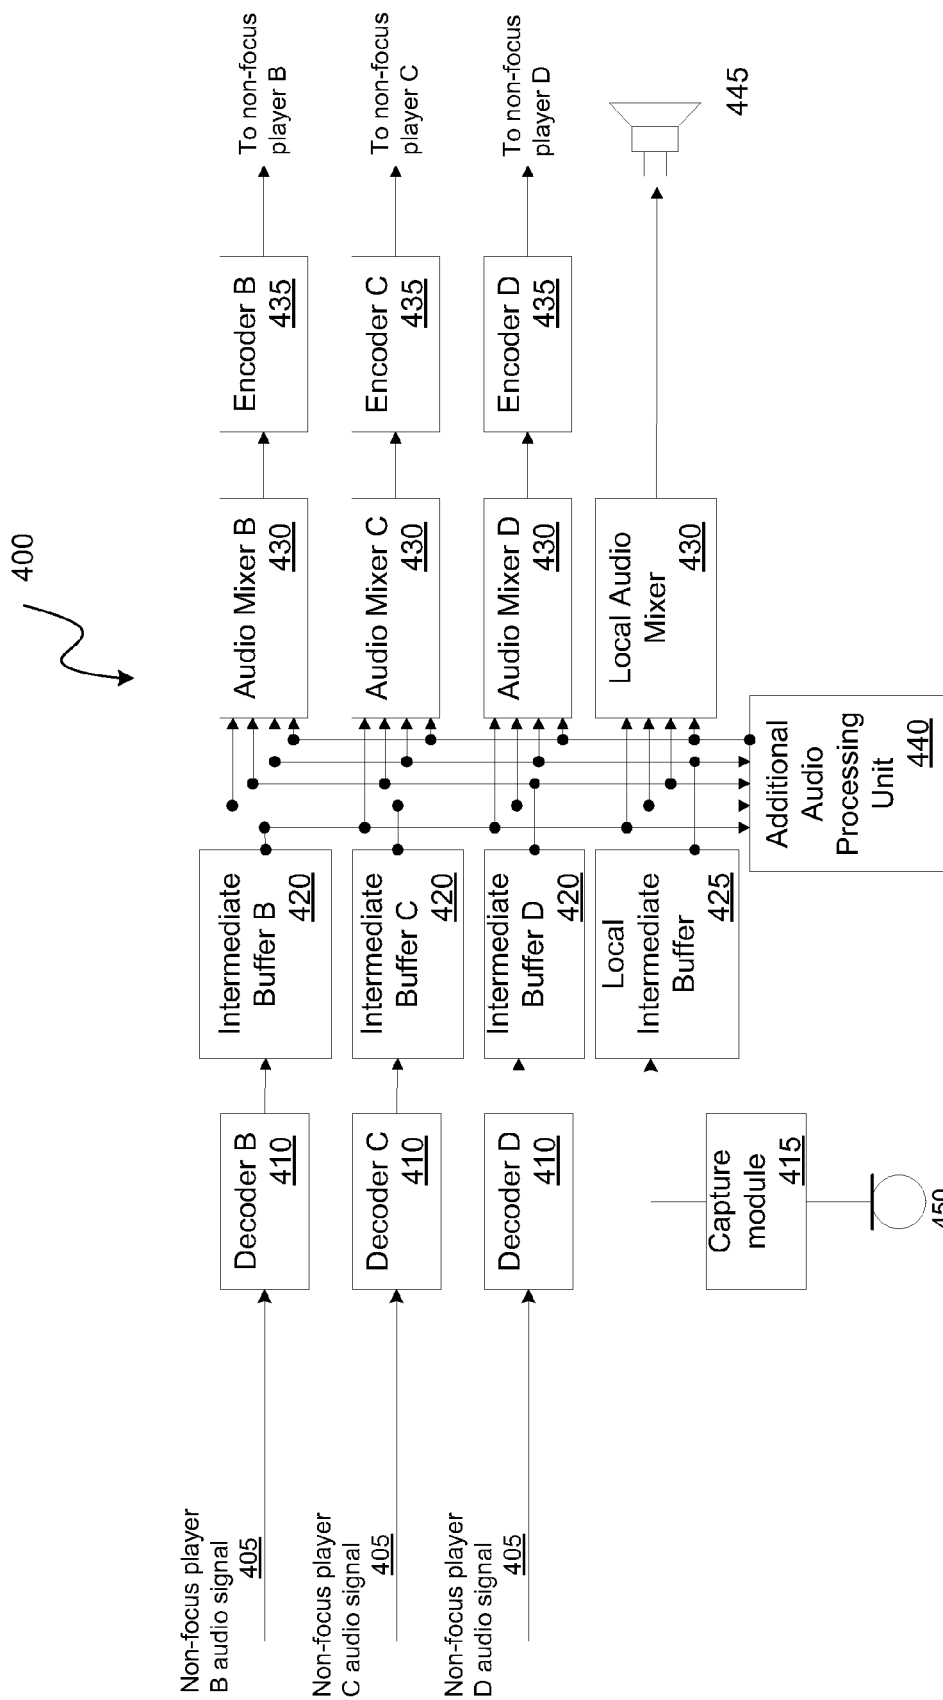 400
Non-focus player
B audio signal
405
Decoder B
410
Intermediate
Buffer B
420
Audio Mixer B
430
Encoder B
435
To non-focus
player B
Non-focus player
C audio signal
405
Decoder C
410
Intermediate
Buffer C
420
Audio Mixer C
430
Encoder C
435
To non-focus
player C
Non-focus player
D audio signal
405
Decoder D
410
Intermediate
Buffer D
420
Audio Mixer D
430
Encoder D
435
To non-focus
player D
Capture
module
415
Local
Intermediate
Buffer
425
Local Audio
Mixer
430
445
450
Additional
Audio
Processing
Unit
440